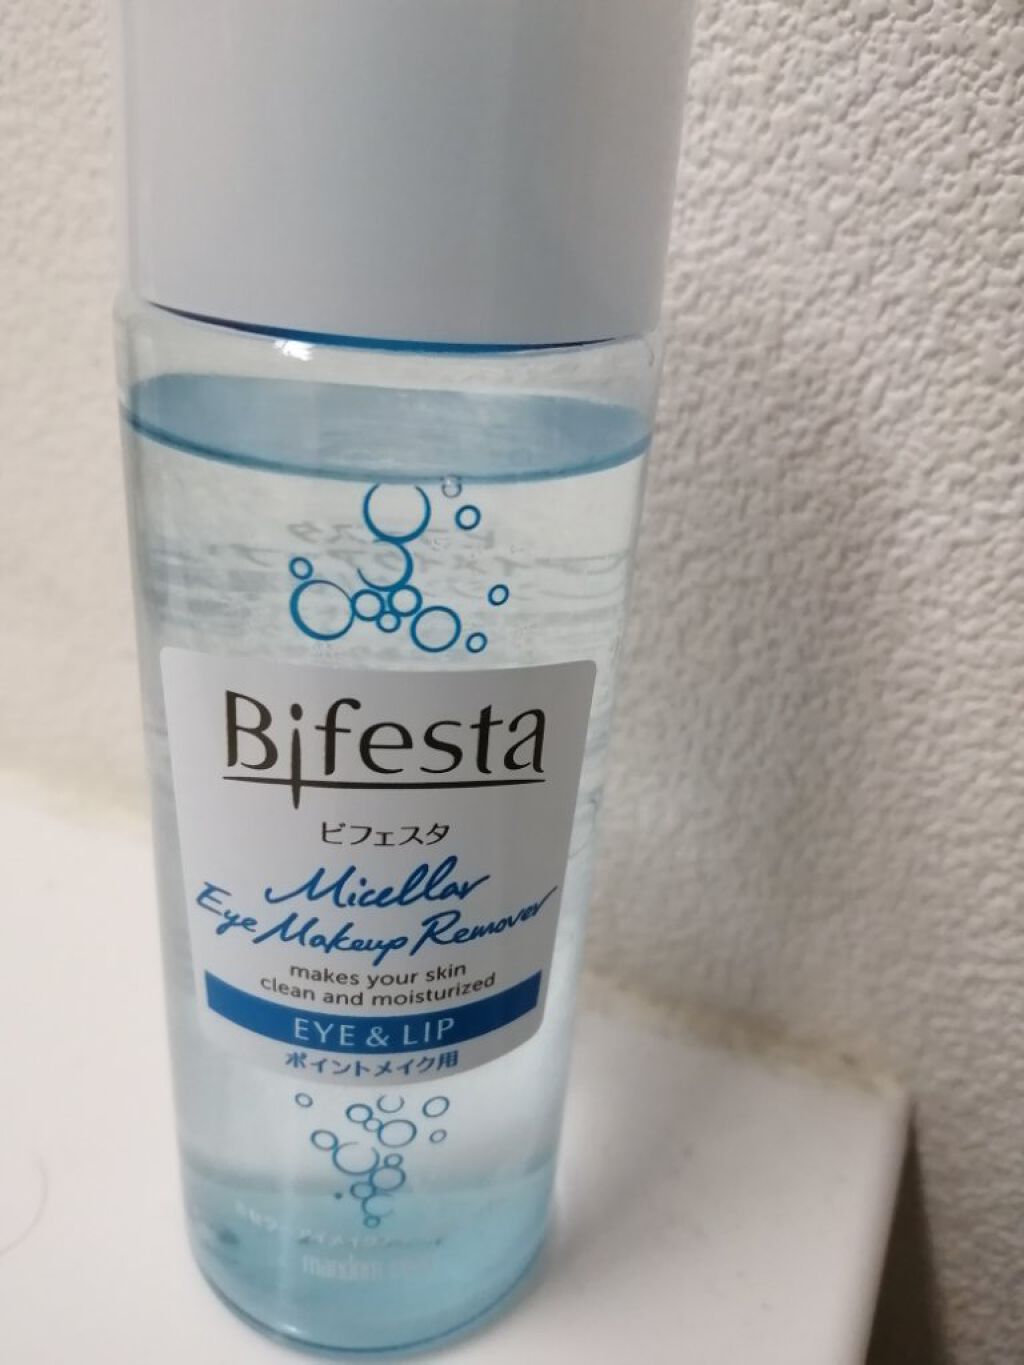 Bifesta
ビフェスタ
Micellar
Eye Makeup Remover
makes your skin
clean and moisturized
EYE & LIP
ポイントメイク用
mandom